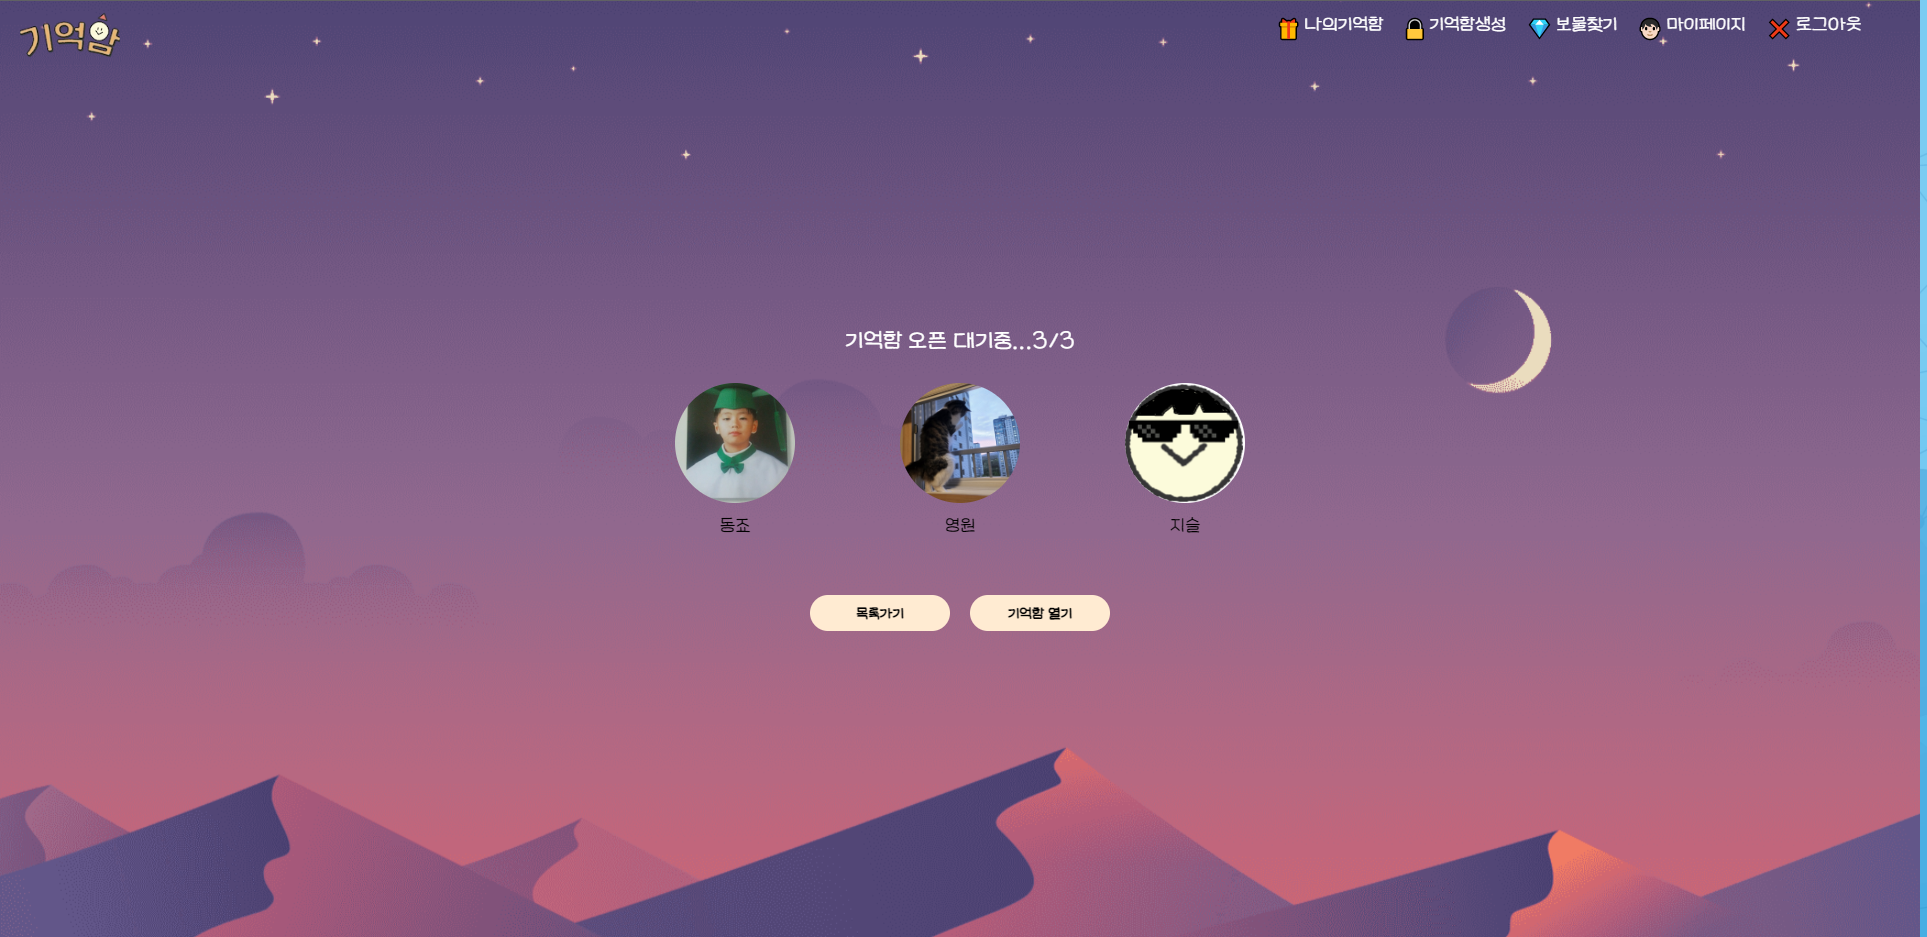 기억함
나의기억함 기억함생성 보물찾기 마이페이지 로그아웃
기억함 오픈 대기중...3/3
동죠 영원 지슬
목록가기 기억함 열기